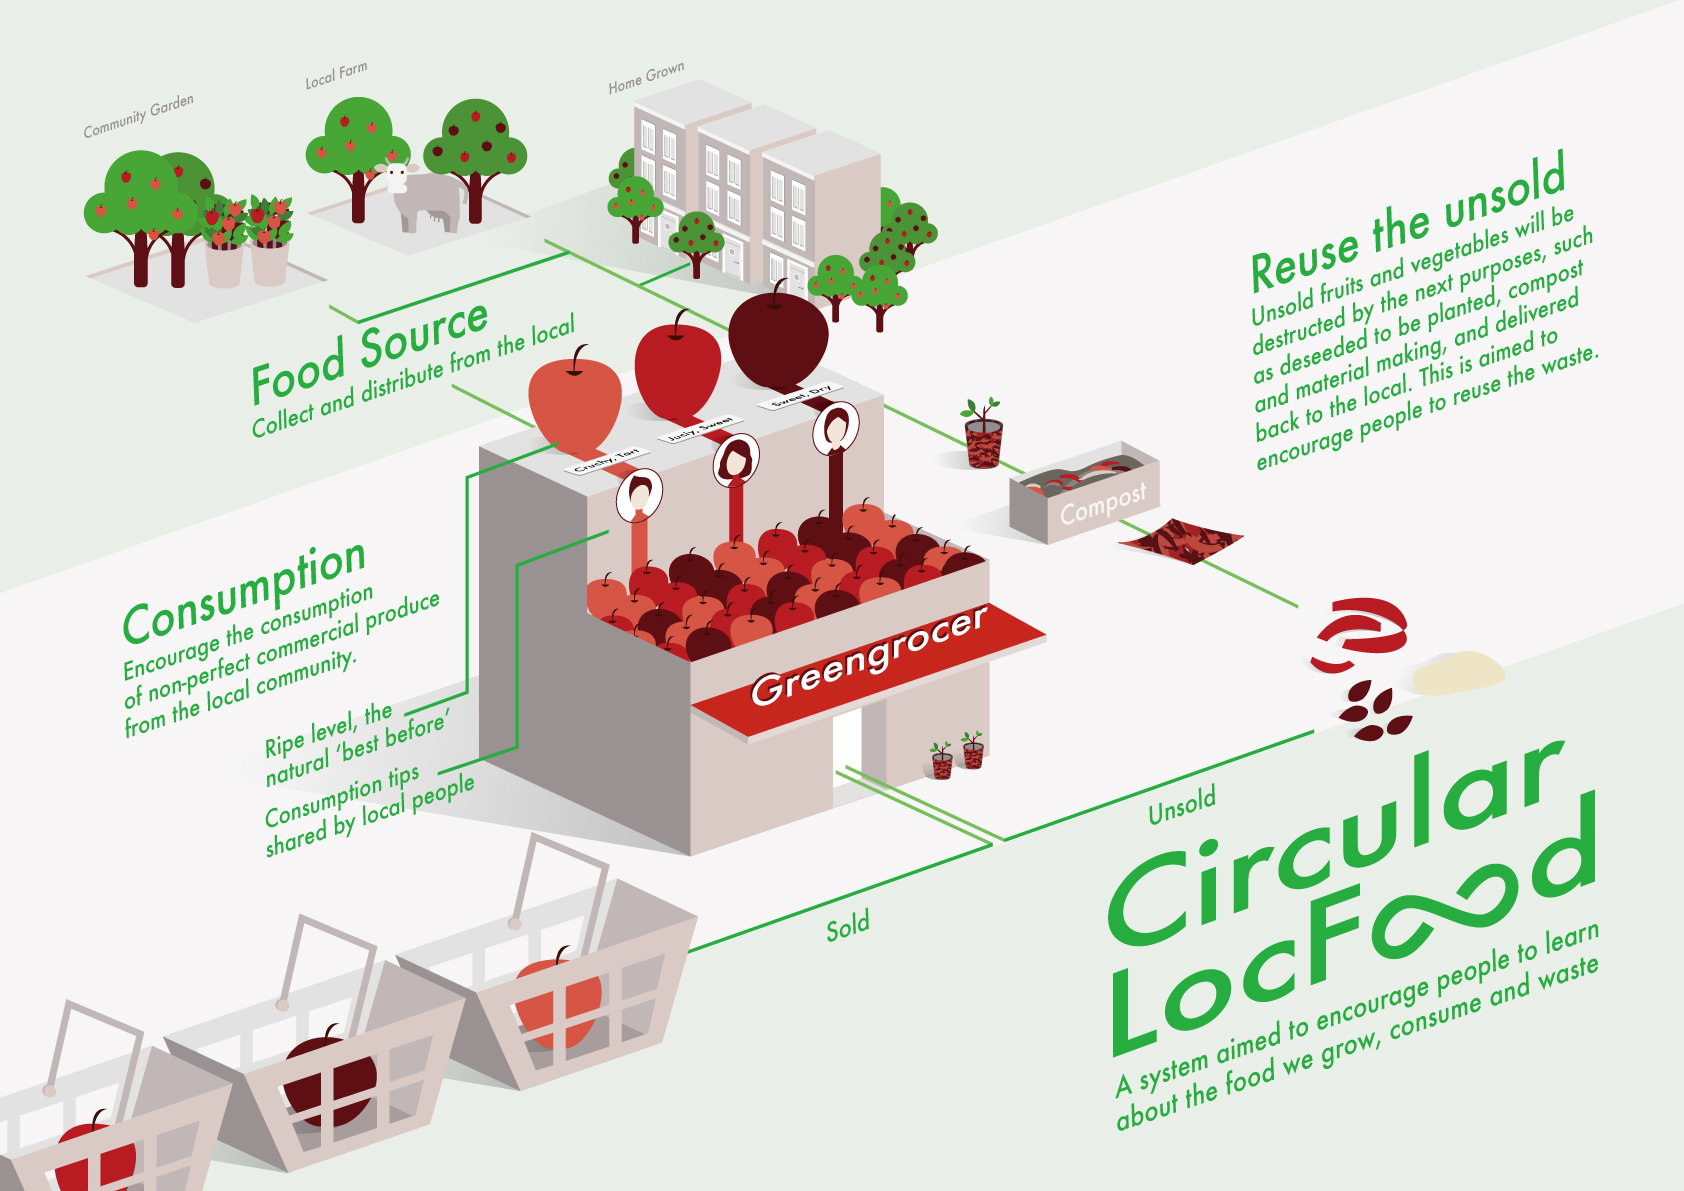 Community Garden
Local Farm
Home Grown
Food Source
Collect and distribute from the local
Reuse the unsold
Unsold fruits and vegetables will be
destructed by the next purposes, such
as deseeded to be planted, compost
and material making, and delivered
back to the local. This is aimed to
encourage people to reuse the waste.
Crushy, Tart
Juciy, Sweet
Sweet, Dry
Compost
Consumption
Encourage the consumption
of non-perfect commercial produce
from the local community.
Ripe level, the
natural ‘best before’
Consumption tips
shared by local people
Greengrocer
Unsold
Sold
Circular
LocFood
A system aimed to encourage people to learn
about the food we grow, consume and waste